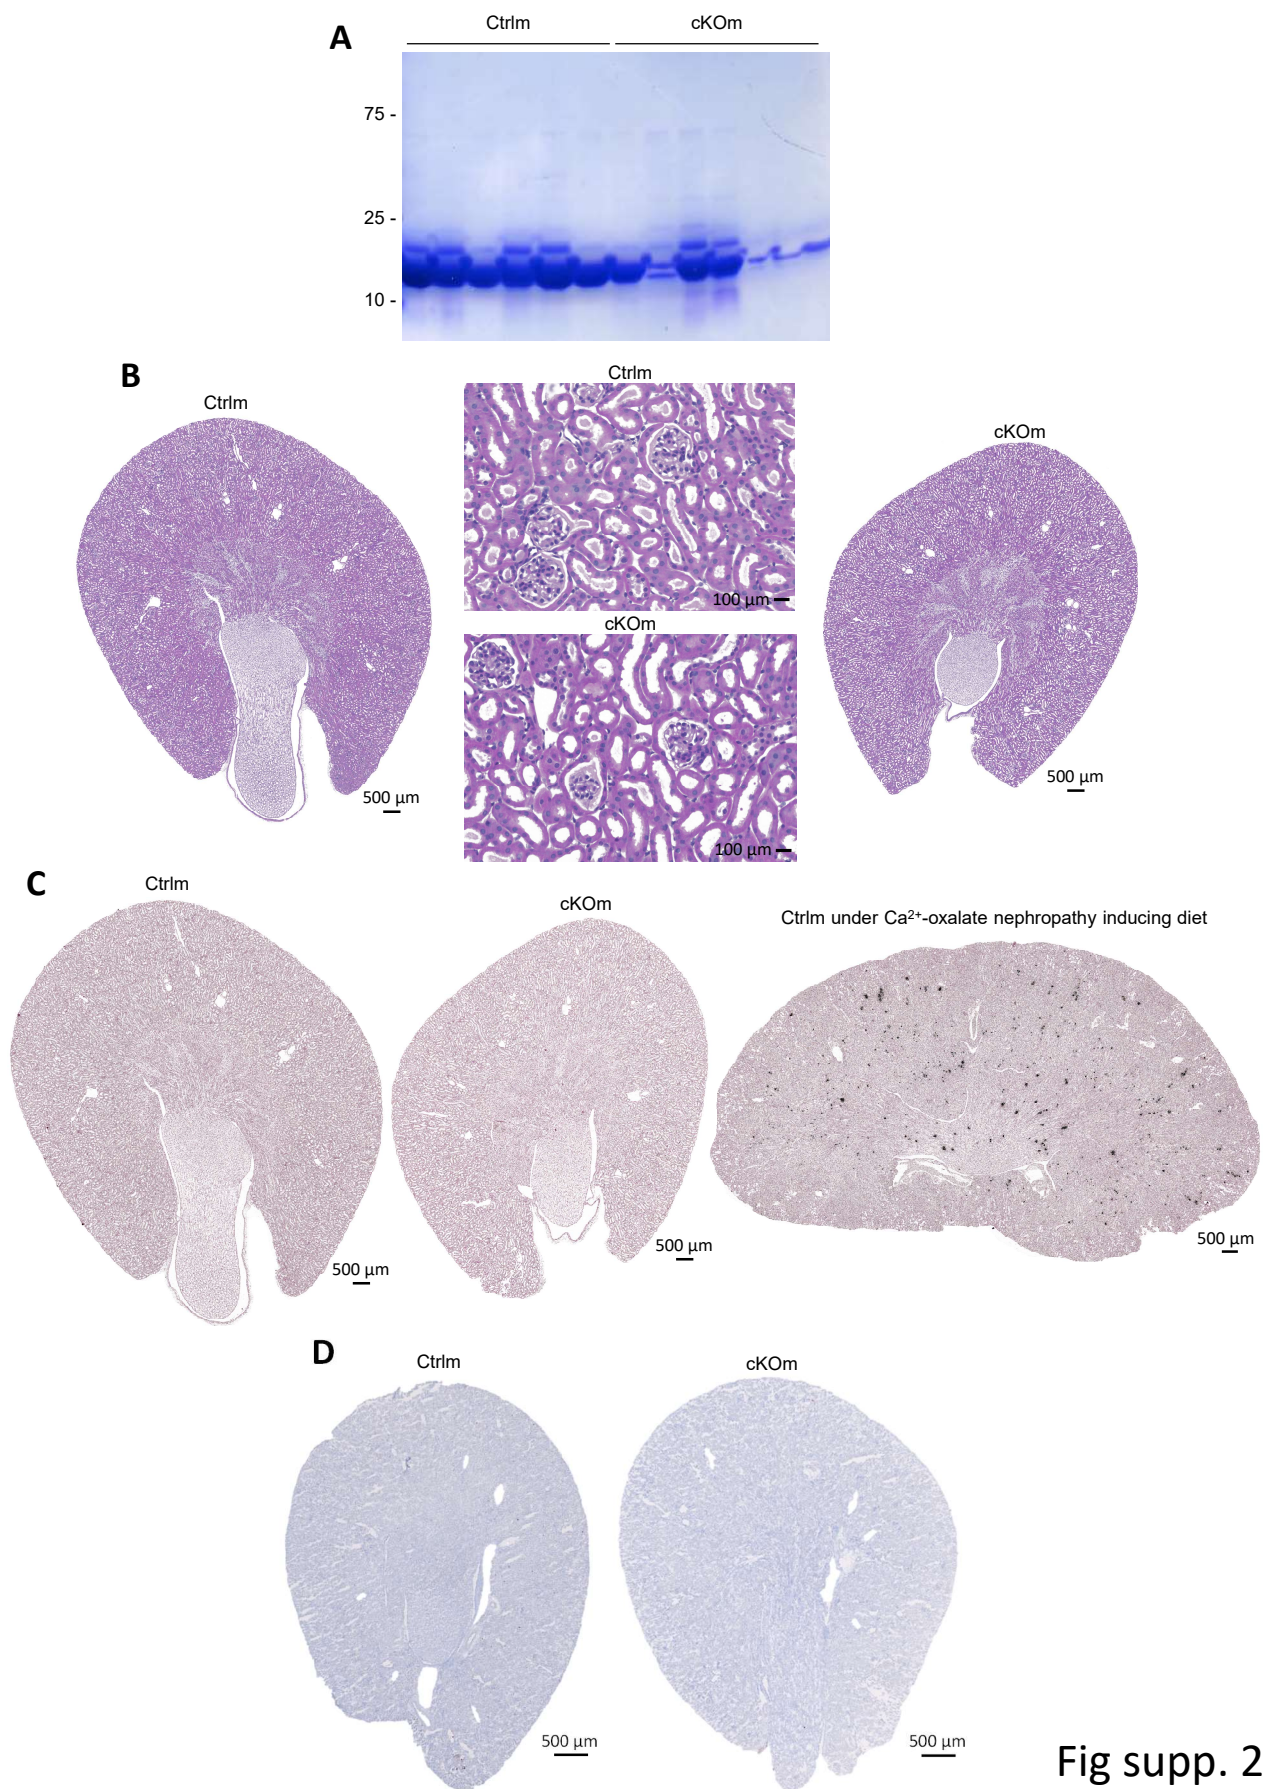 A
Ctrlm
cKOm
75 -
25 -
10 -
B
Ctrlm
Ctrlm
100 µm
cKOm
100 µm
cKOm
500 µm
500 µm
C
Ctrlm
cKOm
Ctrlm under Ca²⁺-oxalate nephropathy inducing diet
500 µm
500 µm
500 µm
D
Ctrlm
cKOm
500 µm
500 µm
Fig supp. 2